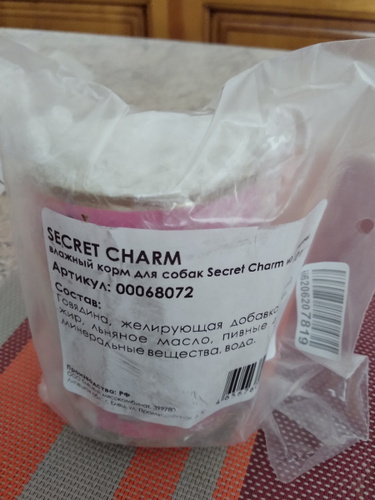 SECRET CHARM
влажный корм для собак Secret Charm
Артикул: 00068072
Состав:
Говядина, желирующая добавка,
жир, льняное масло, пивные
минеральные вещества, вода.
Производство: РФ
7819